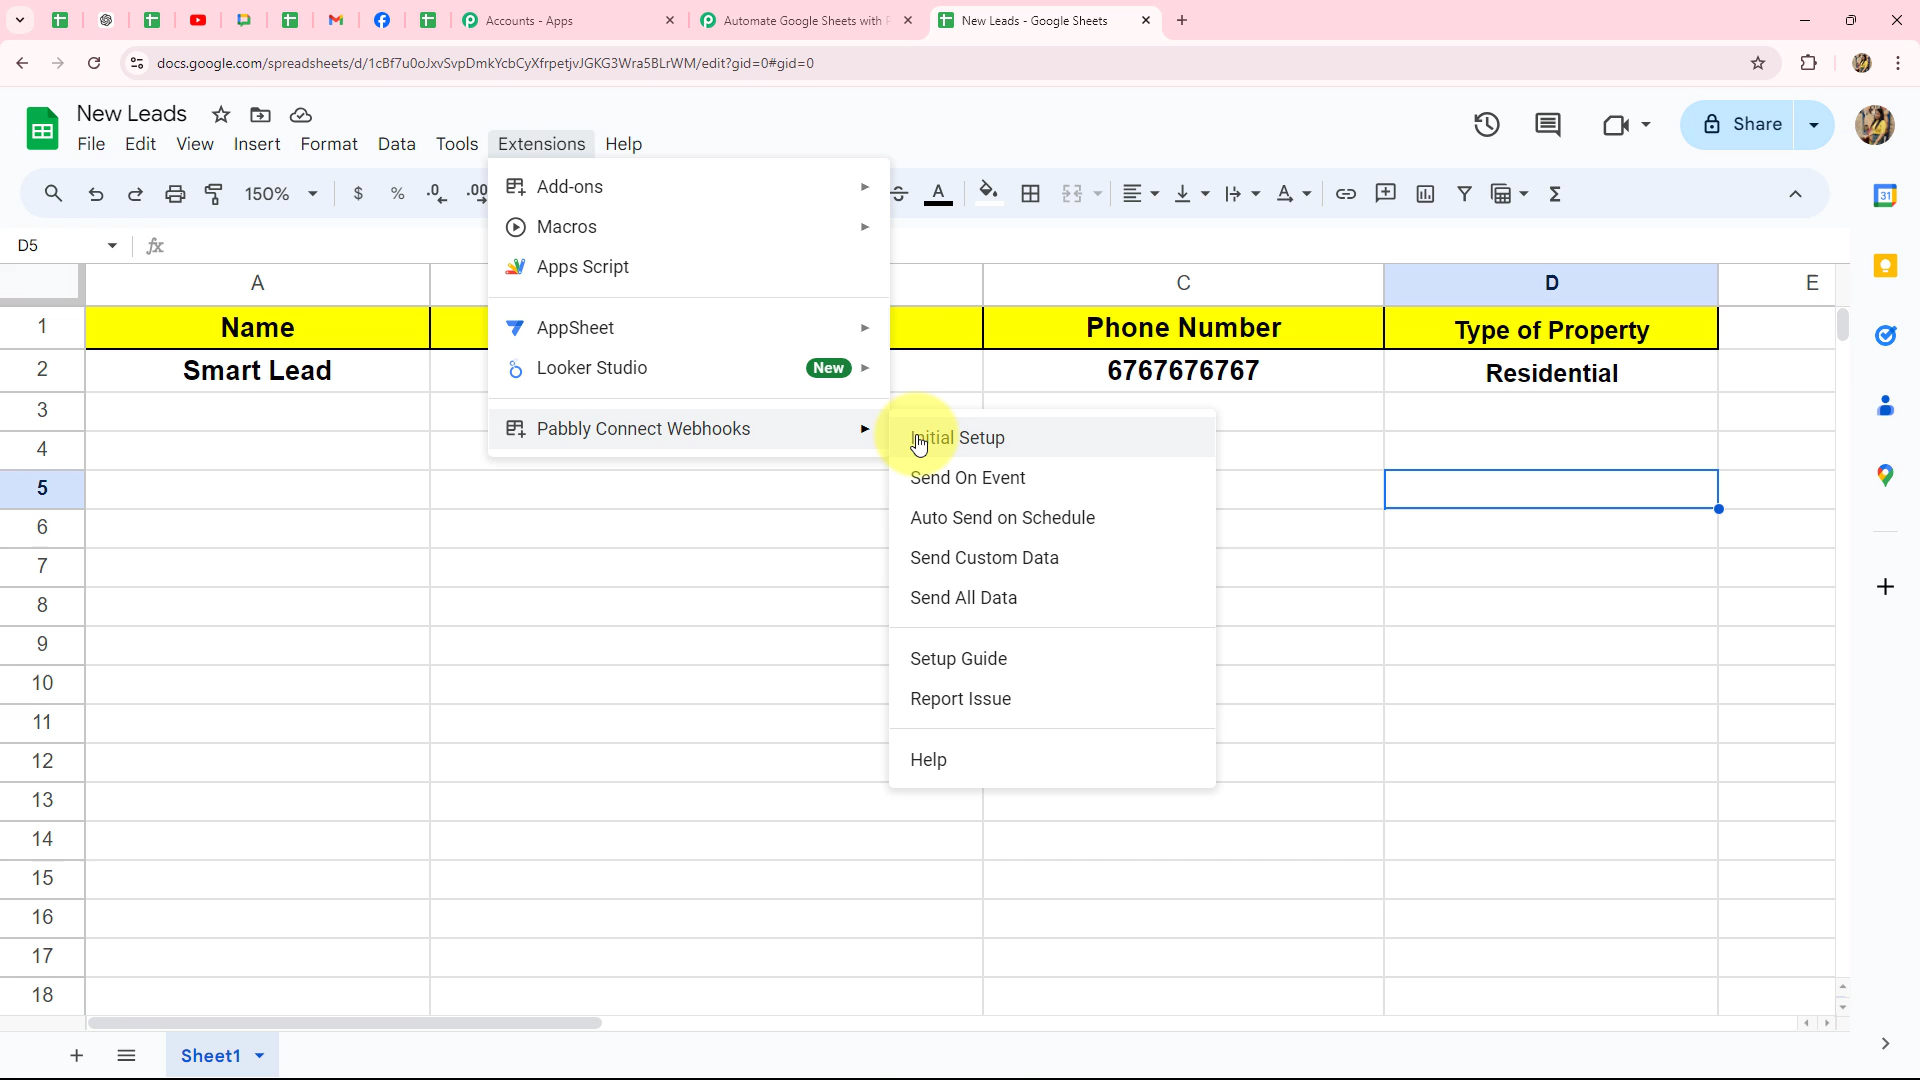 Accounts - Apps
Automate Google Sheets with
New Leads - Google Sheets
docs.google.com/spreadsheets/d/1cBf7u0oJxvSvpDmkYcbCyXfrpetjvJGKG3Wra5BLrWM/edit?gid=0#gid=0
New Leads
File Edit View Insert Format Data Tools Extensions Help
Share
150% $ % .0 .00 A Σ
31
D5 fx
Add-ons
Macros
Apps Script
AppSheet
Looker Studio New
Pabbly Connect Webhooks
Initial Setup
Send On Event
Auto Send on Schedule
Send Custom Data
Send All Data
Setup Guide
Report Issue
Help
A C D E
1 Name Phone Number Type of Property
2 Smart Lead 6767676767 Residential
3
4
5
6
7
8
9
10
11
12
13
14
15
16
17
18
Sheet1